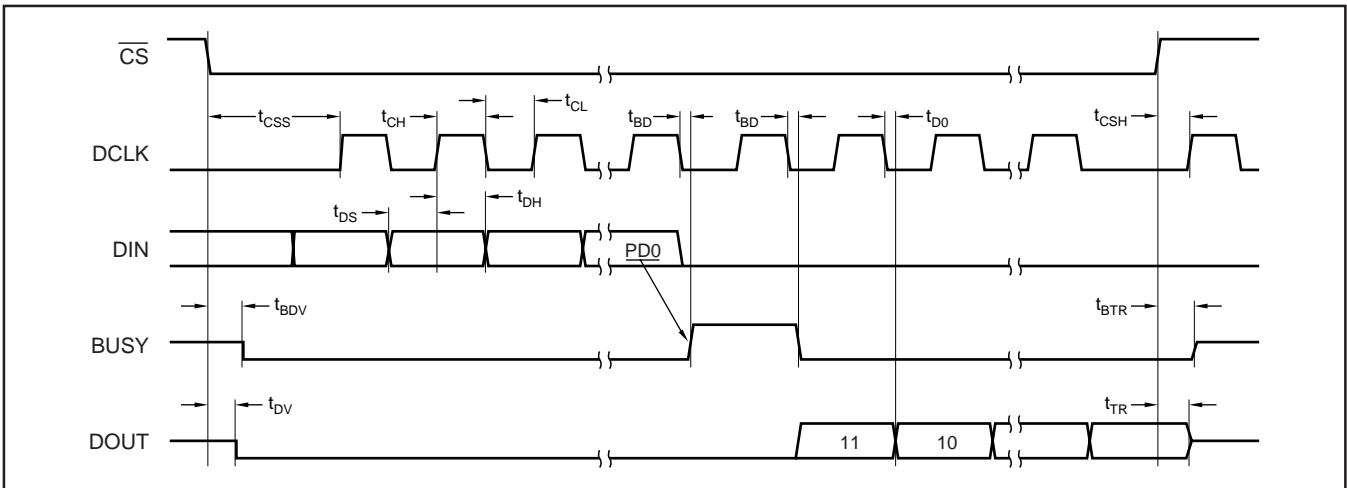 CS
tCSS
tCH
tCL
tBD
tBD
tD0
tCSH
DCLK
tDS
tDH
DIN
PD0
tBDV
tBTR
BUSY
tDV
tTR
DOUT
11
10